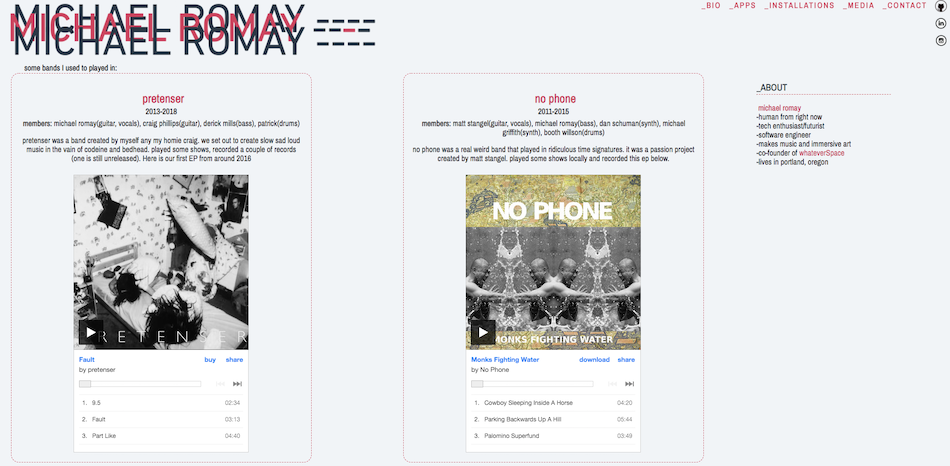 MICHAEL ROMAY
MICHAEL ROMAY
MICHAEL ROMAY
_BIO _APPS _INSTALLATIONS _MEDIA _CONTACT
some bands I used to played in:
pretenser
2013-2018
members: michael romay(guitar, vocals), craig phillips(guitar), derick mills(bass), patrick(drums)
pretenser was a band created by myself any my homie craig. we set out to create slow sad loud
music in the vain of codeine and bedhead. played some shows, recorded a couple of records
(one is still unreleased). Here is our first EP from around 2016
RETENSER
Fault buy share
by pretenser
1. 9.5 02:34
2. Fault 03:13
3. Part Like 04:40
no phone
2011-2015
members: matt stangel(guitar, vocals), michael romay(bass), dan schuman(synth), michael
griffith(synth), booth willson(drums)
no phone was a real weird band that played in ridiculous time signatures. it was a passion project
created by matt stangel. played some shows locally and recorded this ep below.
NO PHONE
MONKS FIGHTING WATER
Monks Fighting Water download share
by No Phone
1. Cowboy Sleeping Inside A Horse 04:20
2. Parking Backwards Up A Hill 05:44
3. Palomino Superfund 03:49
_ABOUT
michael romay
-human from right now
-tech enthusiast/futurist
-software engineer
-makes music and immersive art
-co-founder of whateverSpace
-lives in portland, oregon
in